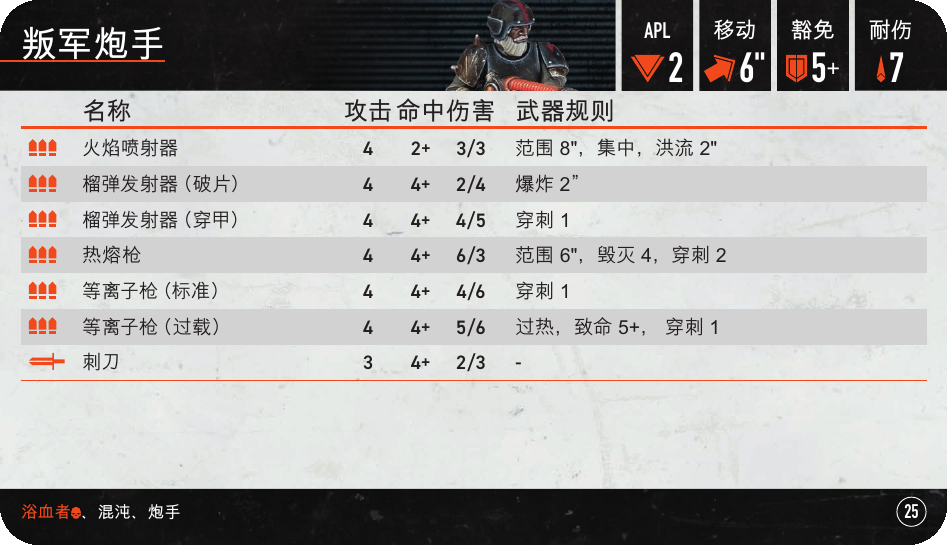 叛军炮手
APL 移动 豁免 耐伤
2 6" 5+ 7
名称 攻击 命中 伤害 武器规则
火焰喷射器 4 2+ 3/3 范围 8"，集中，洪流 2"
榴弹发射器（破片） 4 4+ 2/4 爆炸 2”
榴弹发射器（穿甲） 4 4+ 4/5 穿刺 1
热熔枪 4 4+ 6/3 范围 6"，毁灭 4，穿刺 2
等离子枪（标准） 4 4+ 4/6 穿刺 1
等离子枪（过载） 4 4+ 5/6 过热，致命 5+， 穿刺 1
刺刀 3 4+ 2/3 -
浴血者、混沌、炮手 25